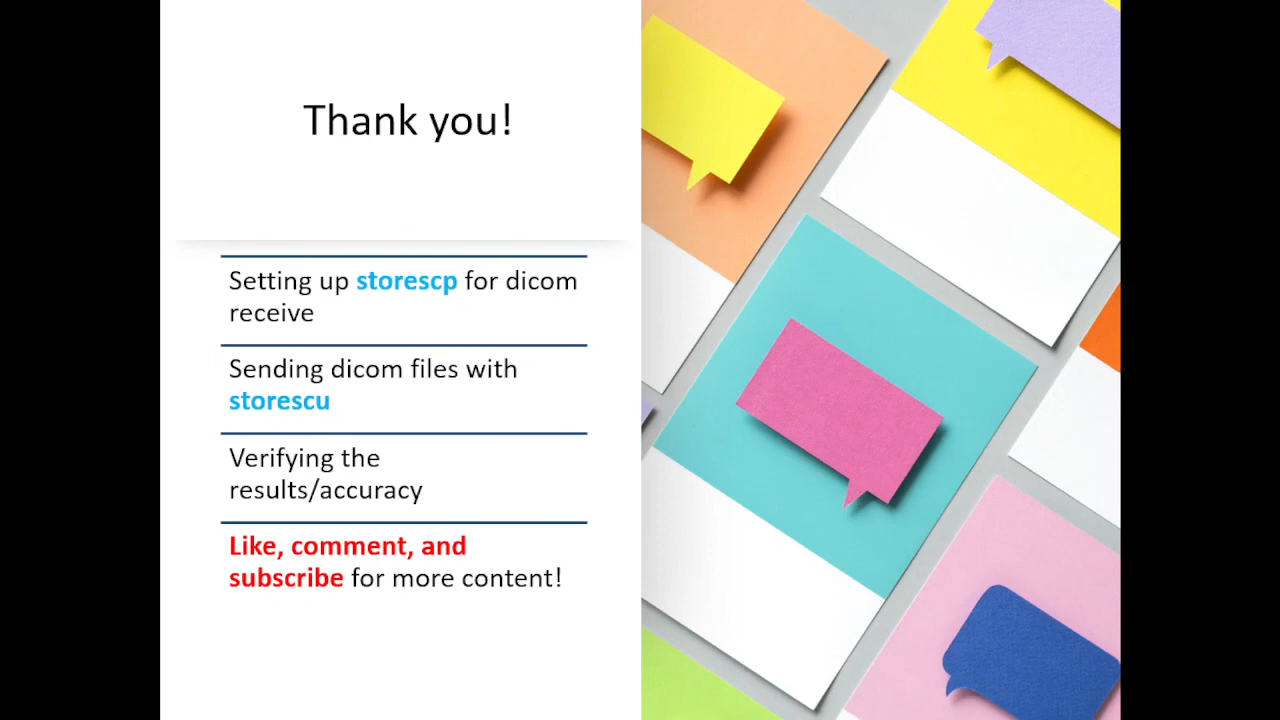 Thank you!
Setting up storescp for dicom
receive
Sending dicom files with
storescu
Verifying the
results/accuracy
Like, comment, and
subscribe for more content!